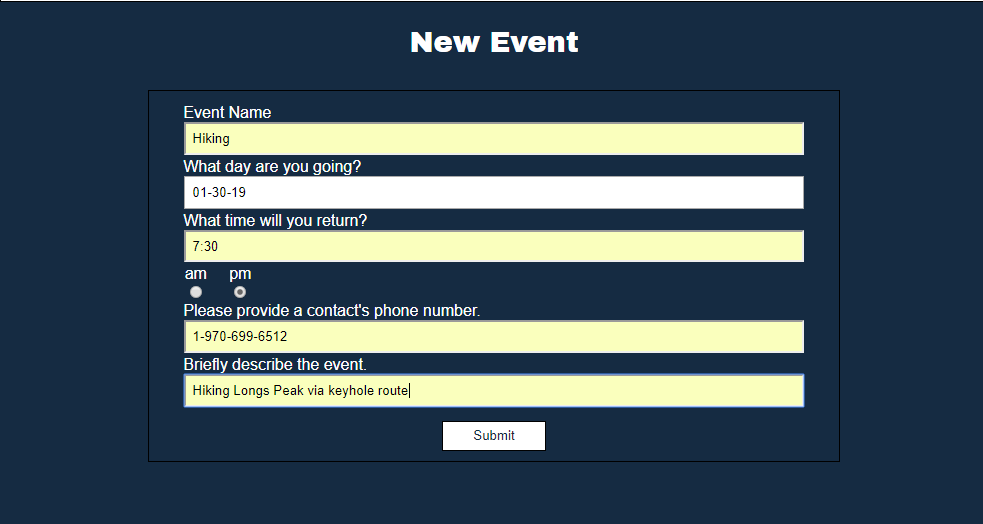 New Event
Event Name
Hiking
What day are you going?
01-30-19
What time will you return?
7:30
am pm
Please provide a contact's phone number.
1-970-699-6512
Briefly describe the event.
Hiking Longs Peak via keyhole route
Submit